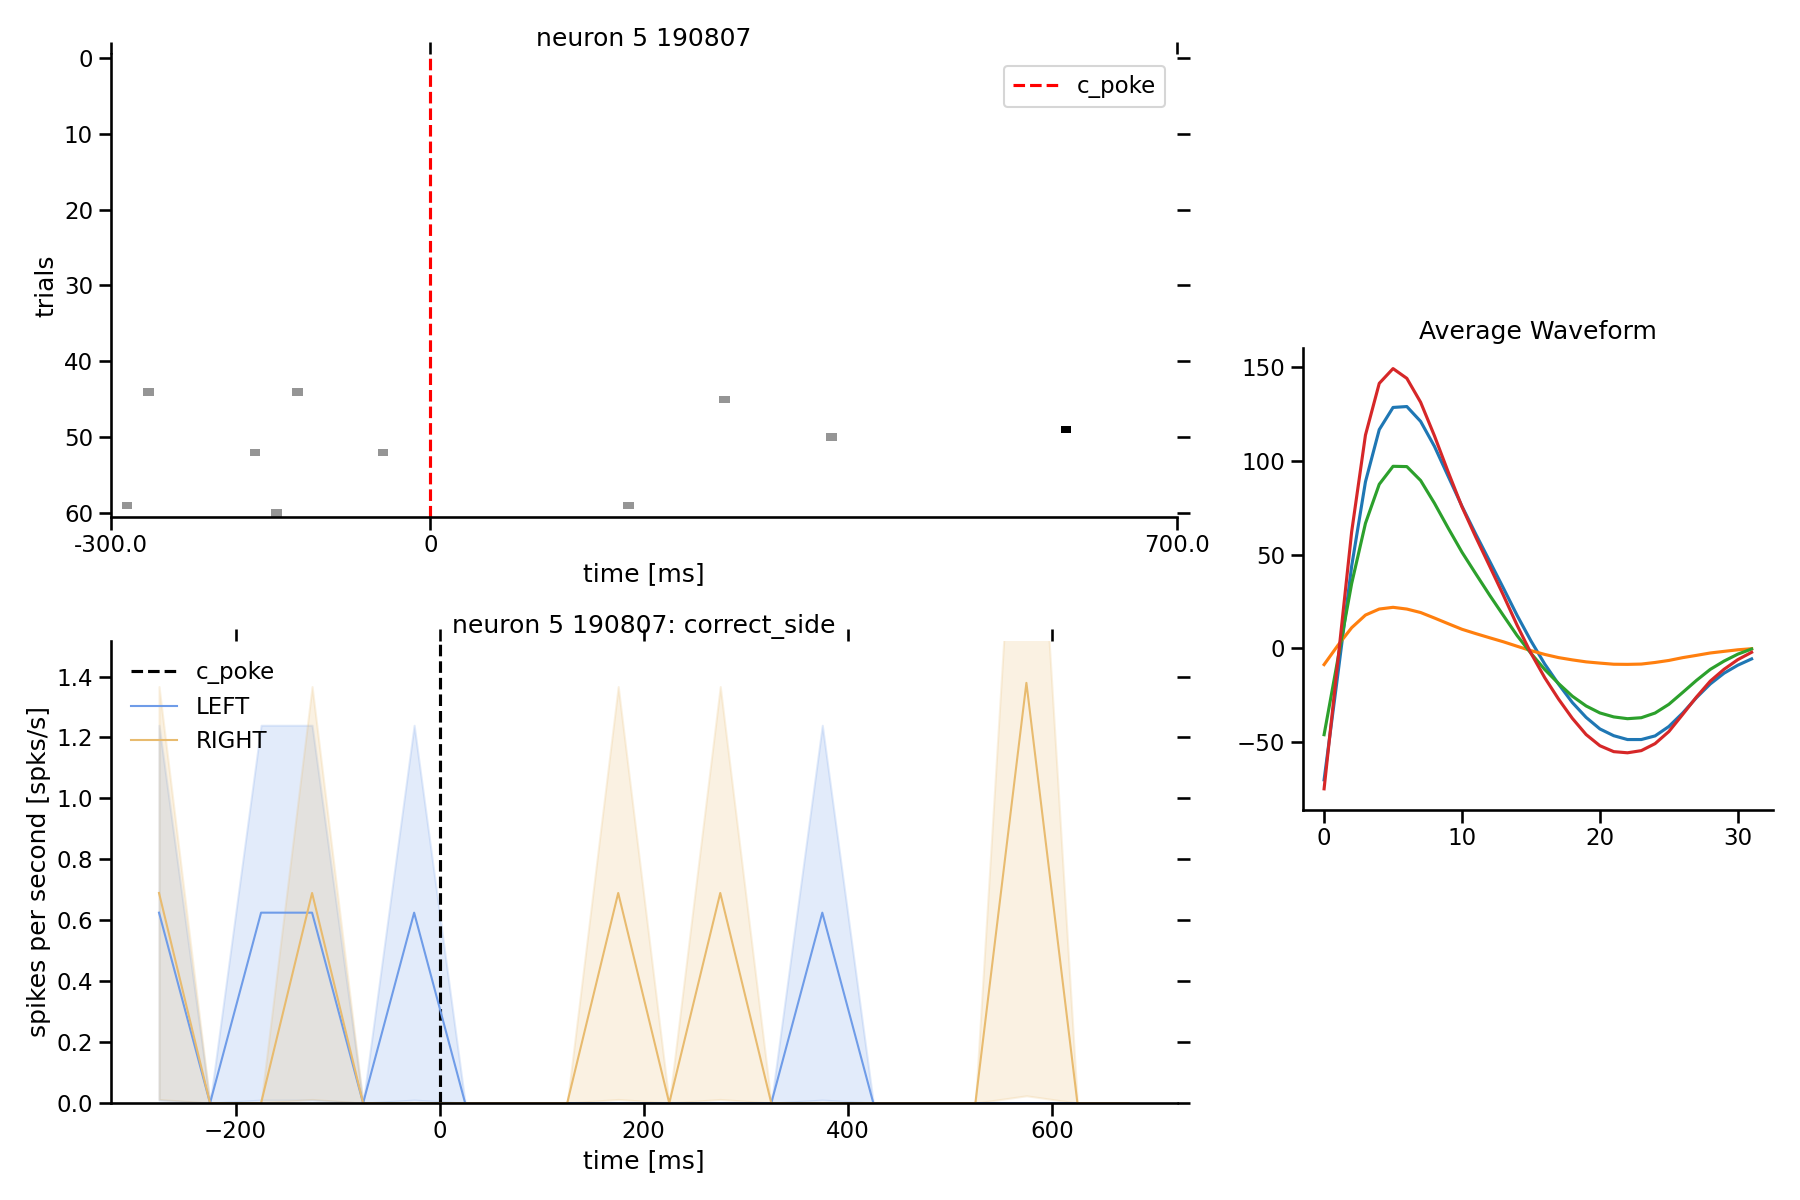 neuron 5 190807
c_poke
trials
0
10
20
30
40
50
60
-300.0
0
700.0
time [ms]
neuron 5 190807: correct_side
c_poke
LEFT
RIGHT
spikes per second [spks/s]
1.4
1.2
1.0
0.8
0.6
0.4
0.2
0.0
−200
0
200
400
600
time [ms]
Average Waveform
150
100
50
0
−50
0
10
20
30